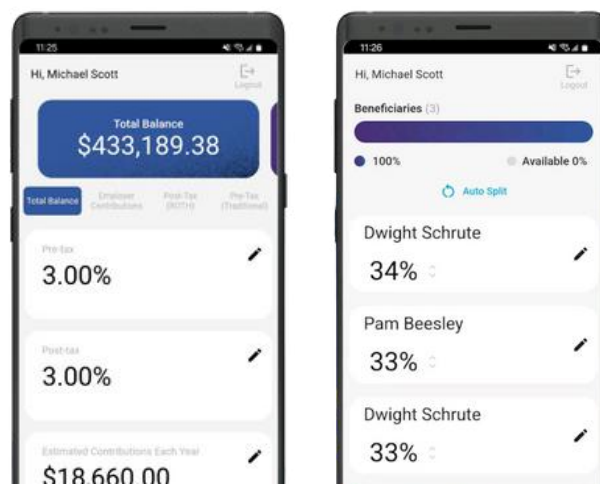 11:25
Hi, Michael Scott
Logout
Total Balance
$433,189.38
Total Balance
Employer Contributions
Post-Tax (ROTH)
Pre-Tax (Traditional)
Pre-tax
3.00%
Post-tax
3.00%
Estimated Contributions Each Year
$18,660.00
11:26
Hi, Michael Scott
Logout
Beneficiaries (3)
100%
Available 0%
Auto Split
Dwight Schrute
34%
Pam Beesley
33%
Dwight Schrute
33%